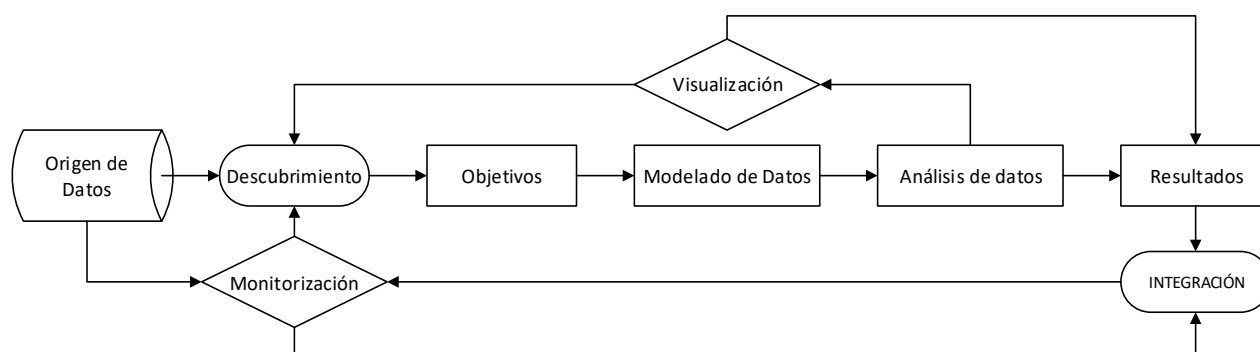 Visualización
Origen de
Datos
Descubrimiento
Objetivos
Modelado de Datos
Análisis de datos
Resultados
Monitorización
INTEGRACIÓN